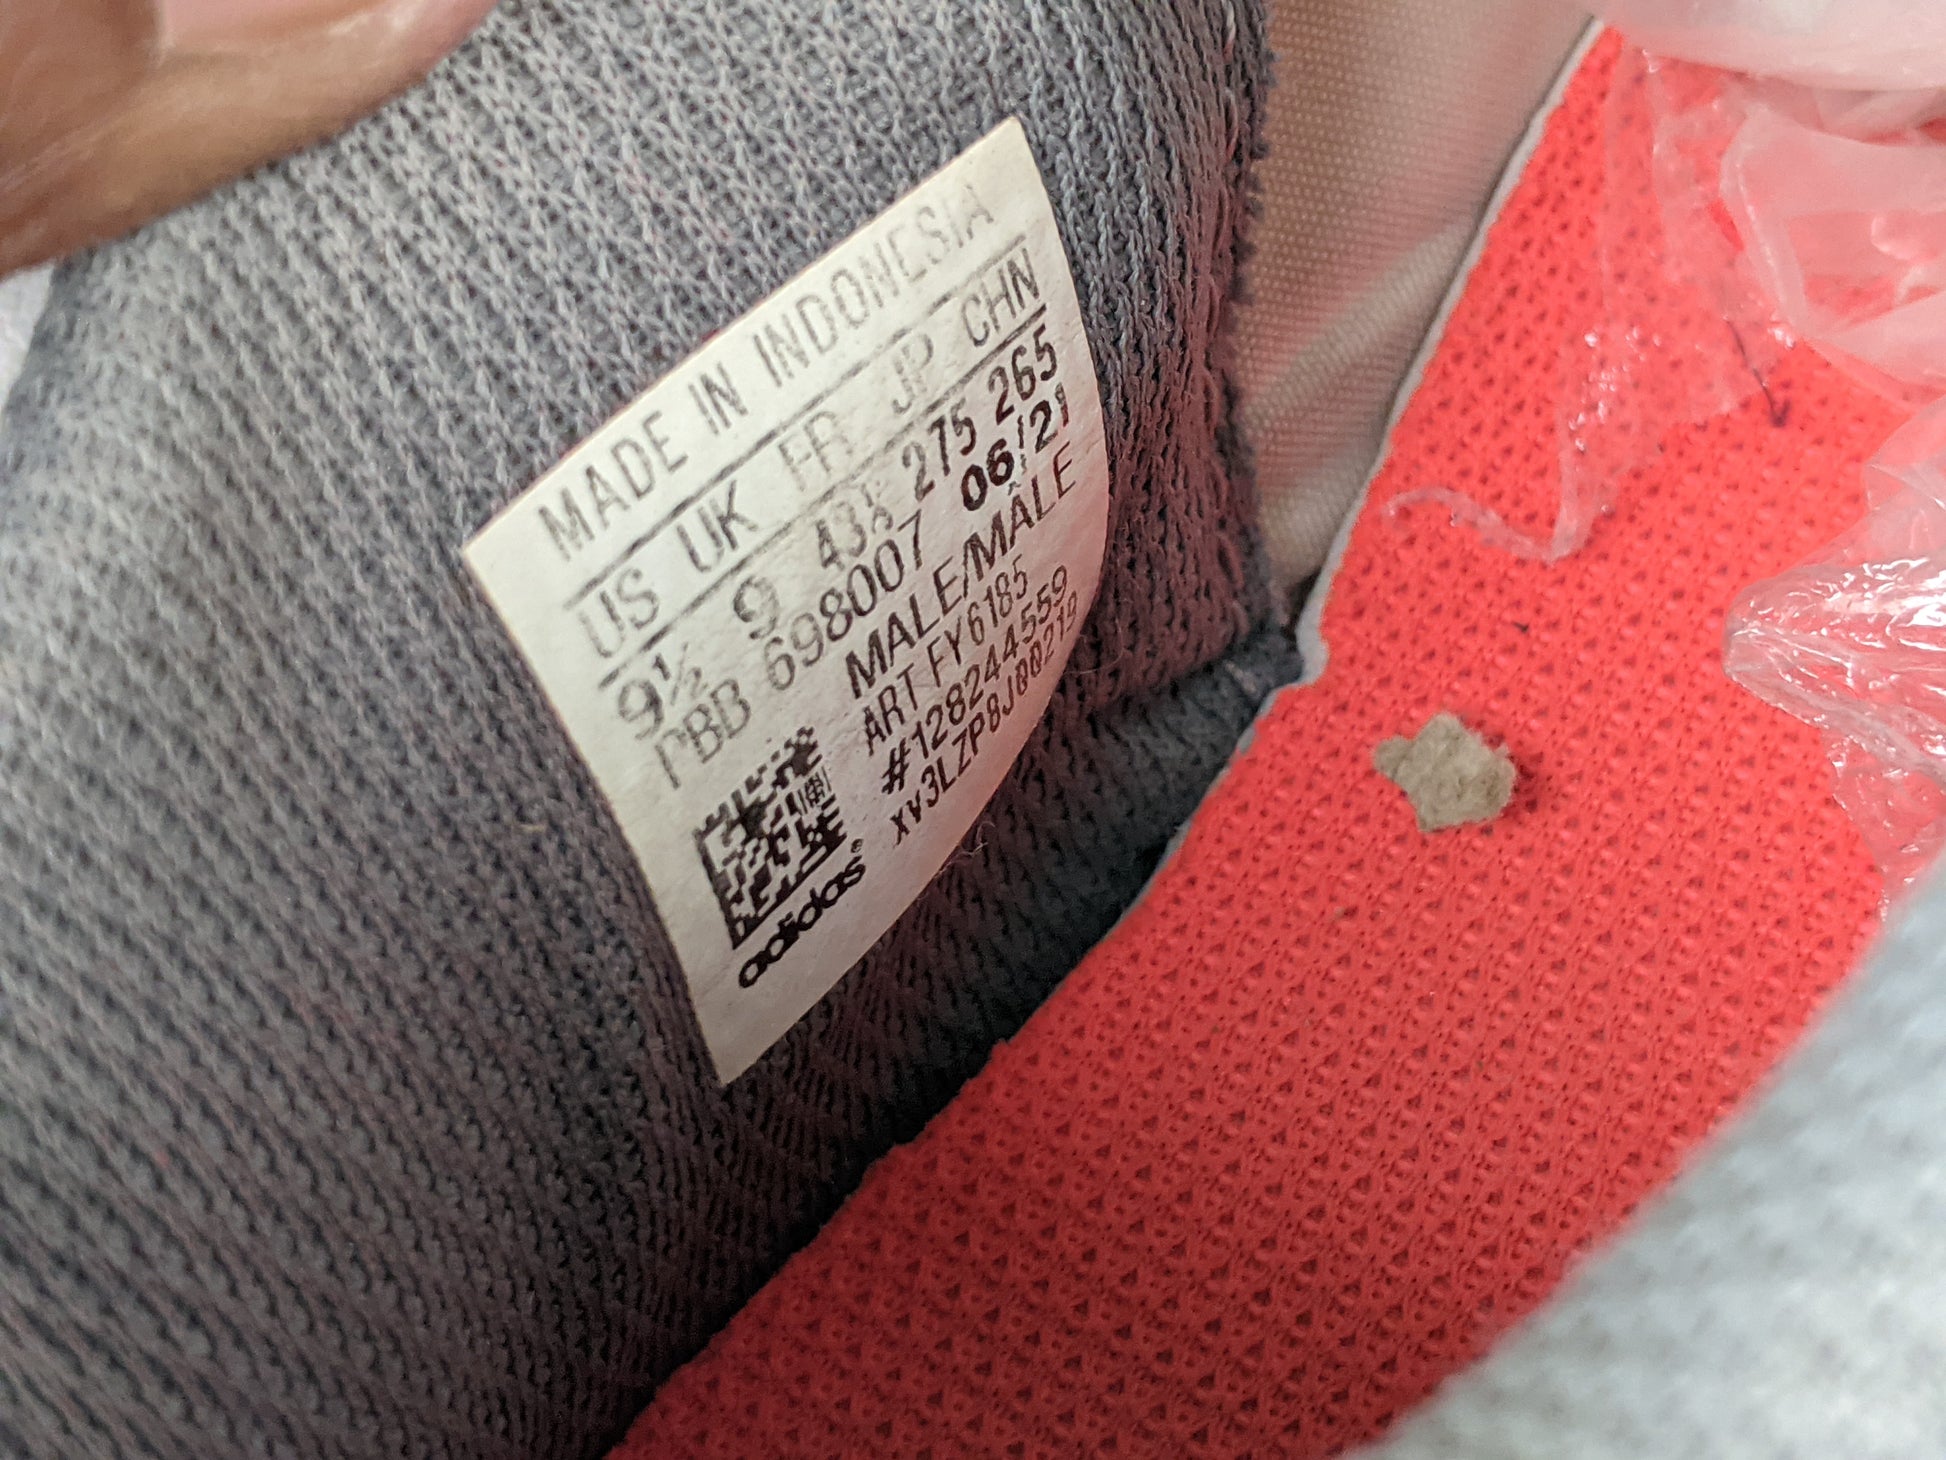 MADE IN INDONESIA
US UK FR JP CHN
9½ 9 43⅓ 275 265
PBB 698007 06/21
MALE/MÂLE
ART FY6185
#1282444559
xv3LZP8J00219
adidas®